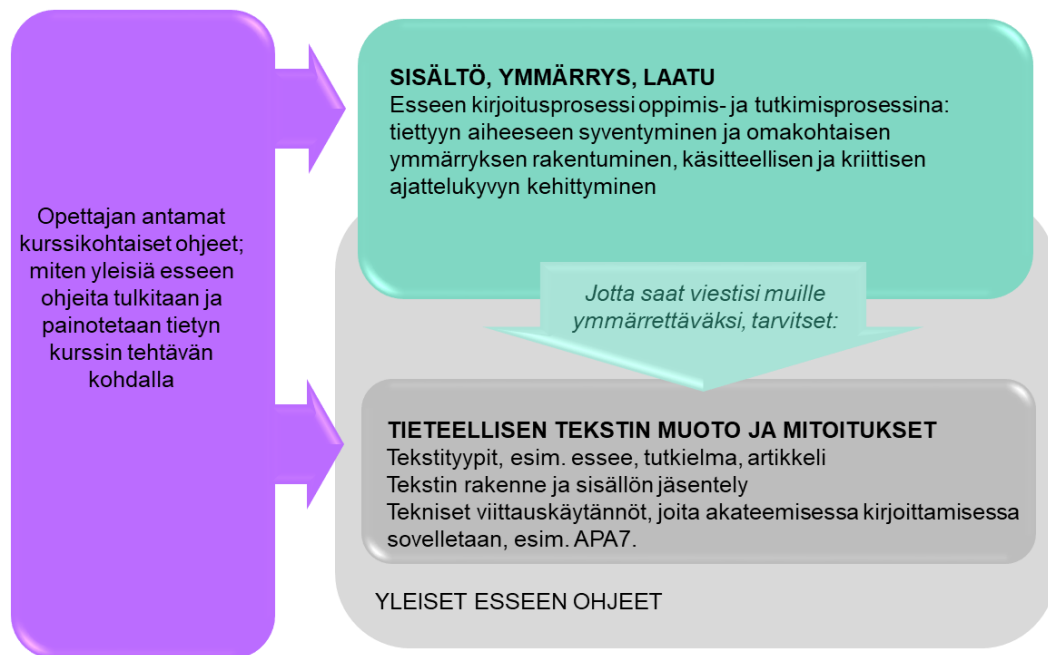 Opettajan antamat
kurssikohtaiset ohjeet;
miten yleisiä esseen
ohjeita tulkitaan ja
painotetaan tietyn
kurssin tehtävän
kohdalla
SISÄLTÖ, YMMÄRRYS, LAATU
Esseen kirjoitusprosessi oppimis- ja tutkimisprosessina:
tiettyyn aiheeseen syventyminen ja omakohtaisen
ymmärryksen rakentuminen, käsitteellisen ja kriittisen
ajattelukyvyn kehittyminen
Jotta saat viestisi muille
ymmärrettäväksi, tarvitset:
TIETEELLISEN TEKSTIN MUOTO JA MITOITUKSET
Tekstityypit, esim. essee, tutkielma, artikkeli
Tekstin rakenne ja sisällön jäsentely
Tekniset viittauskäytännöt, joita akateemisessa kirjoittamisessa
sovelletaan, esim. APA7.
YLEISET ESSEEN OHJEET